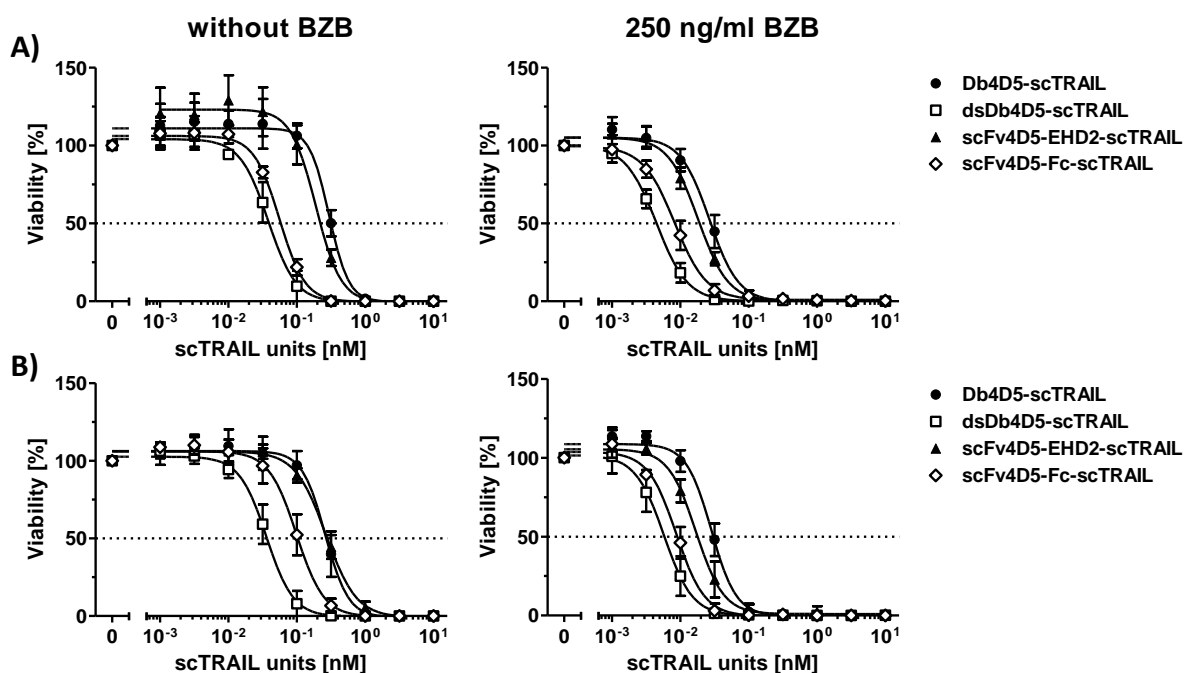 without BZB
250 ng/ml BZB
A)
Viability [%]
150
100
50
0
0
10-3
10-2
10-1
100
101
scTRAIL units [nM]
Viability [%]
150
100
50
0
0
10-3
10-2
10-1
100
101
scTRAIL units [nM]
Db4D5-scTRAIL
dsDb4D5-scTRAIL
scFv4D5-EHD2-scTRAIL
scFv4D5-Fc-scTRAIL
B)
Viability [%]
150
100
50
0
0
10-3
10-2
10-1
100
101
scTRAIL units [nM]
Viability [%]
150
100
50
0
0
10-3
10-2
10-1
100
101
scTRAIL units [nM]
Db4D5-scTRAIL
dsDb4D5-scTRAIL
scFv4D5-EHD2-scTRAIL
scFv4D5-Fc-scTRAIL